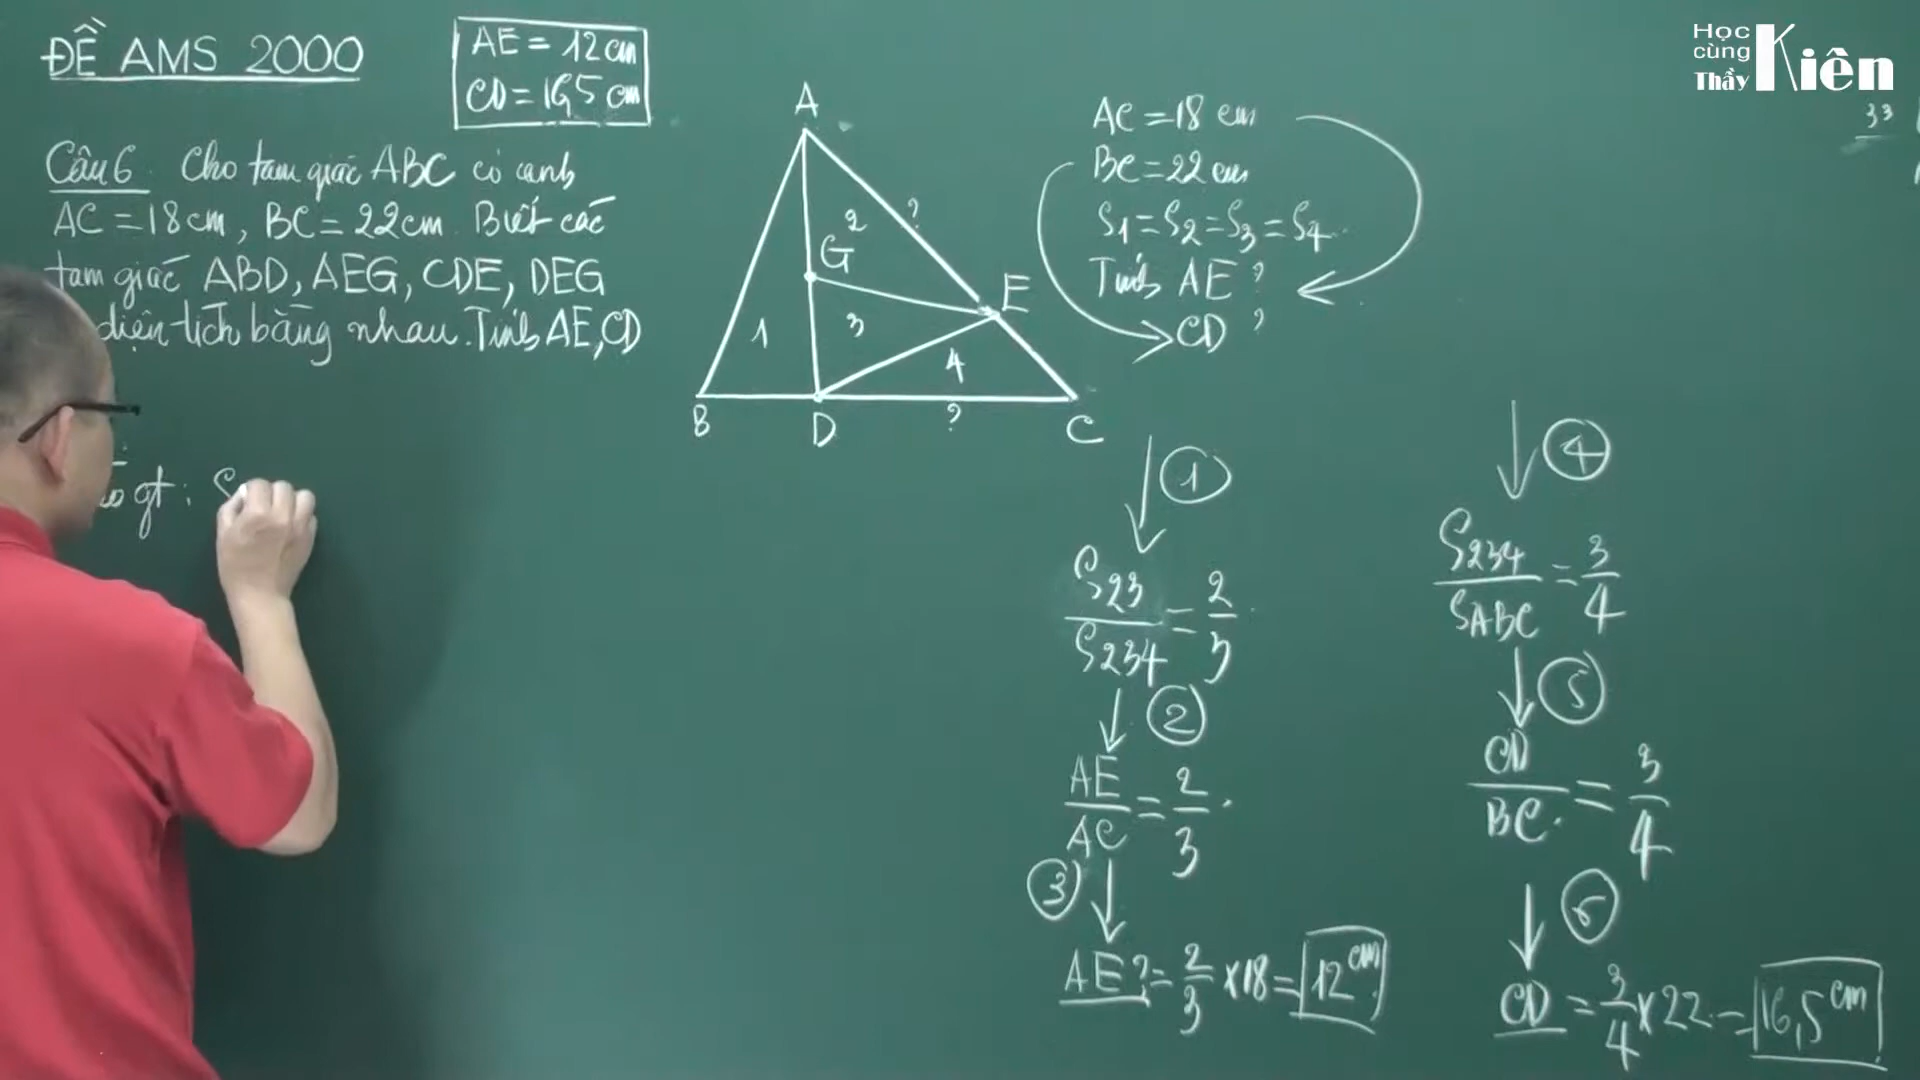 ĐỀ AMS 2000
AE = 12 cm
CD = 16,5 cm
Câu 6. Cho tam giác ABC có cạnh
AC = 18 cm, BC = 22 cm. Biết các
tam giác ABD, AEG, CDE, DEG
diện tích bằng nhau. Tính AE, CD
gt : S
A
2
?
G
E
1
3
4
B
D
?
C
AC = 18 cm
BC = 22 cm
S1 = S2 = S3 = S4
Tính AE ?
CD ?
1
S23 / S234 = 2/3
2
AE / AC = 2/3
3
AE ? = 2/3 × 18 = 12 cm
4
S234 / SABC = 3/4
5
CD / BC = 3/4
6
CD = 3/4 × 22 = 16,5 cm
Học
cùng
Thầy Kiên
33